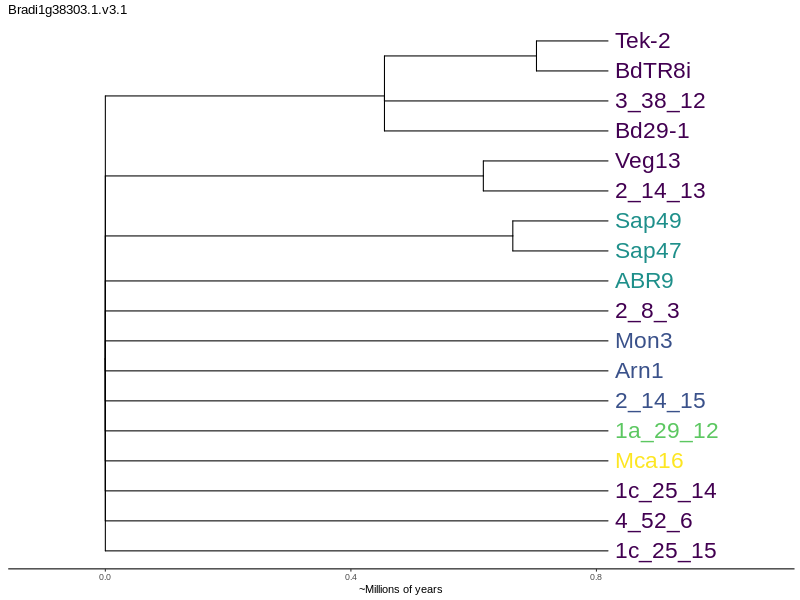 Bradi1g38303.1.v3.1
Tek-2
BdTR8i
3_38_12
Bd29-1
Veg13
2_14_13
Sap49
Sap47
ABR9
2_8_3
Mon3
Arn1
2_14_15
1a_29_12
Mca16
1c_25_14
4_52_6
1c_25_15
0.0 0.4 0.8
~Millions of years